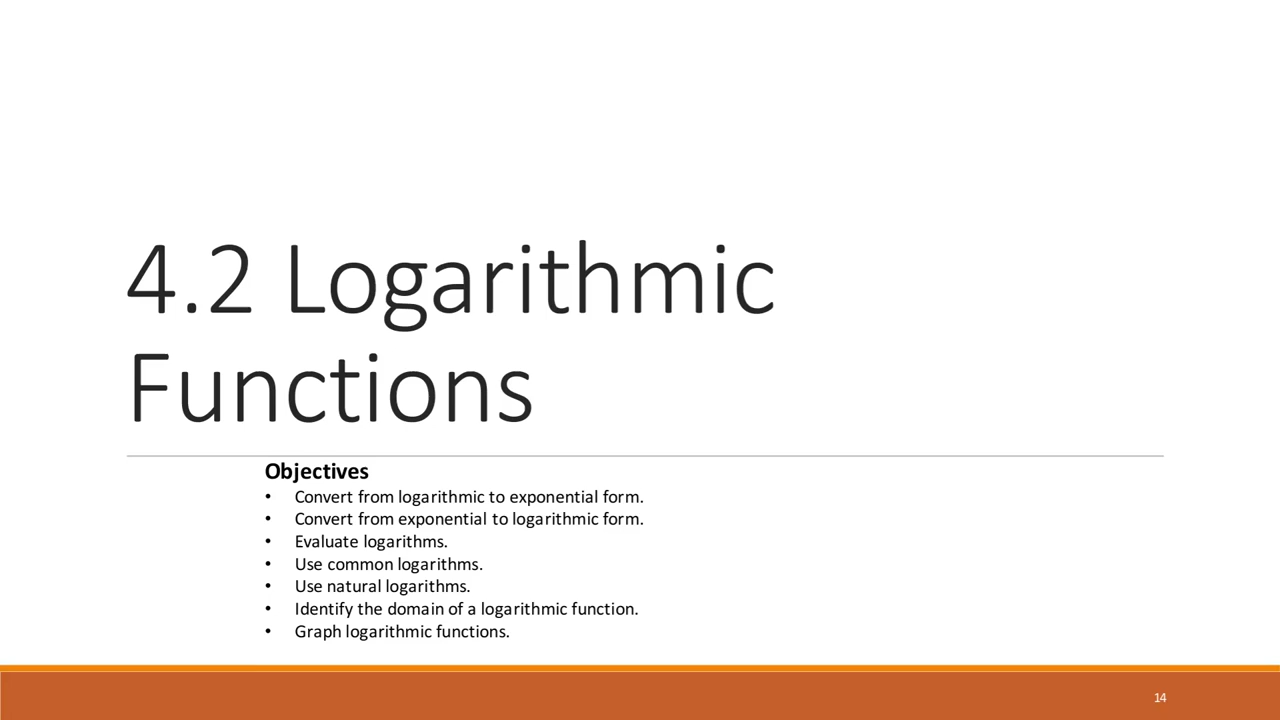 4.2 Logarithmic
Functions
Objectives
• Convert from logarithmic to exponential form.
• Convert from exponential to logarithmic form.
• Evaluate logarithms.
• Use common logarithms.
• Use natural logarithms.
• Identify the domain of a logarithmic function.
• Graph logarithmic functions.
14